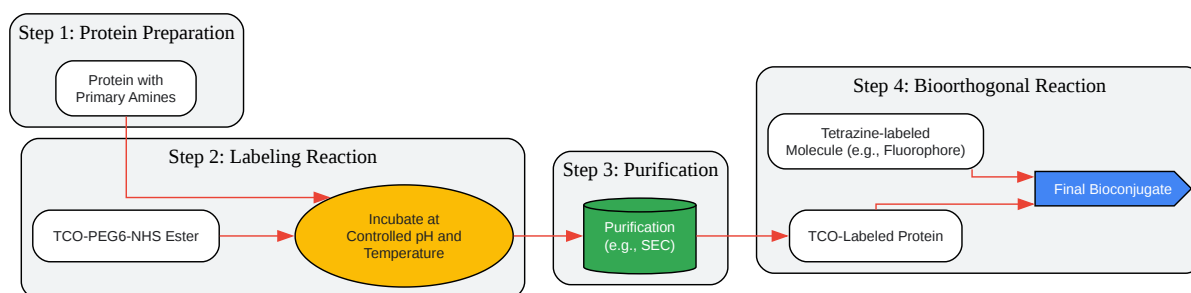 Step 1: Protein Preparation
Protein with
Primary Amines
Step 2: Labeling Reaction
TCO-PEG6-NHS Ester
Incubate at
Controlled pH and
Temperature
Step 3: Purification
Purification
(e.g., SEC)
Step 4: Bioorthogonal Reaction
Tetrazine-labeled
Molecule (e.g., Fluorophore)
TCO-Labeled Protein
Final Bioconjugate